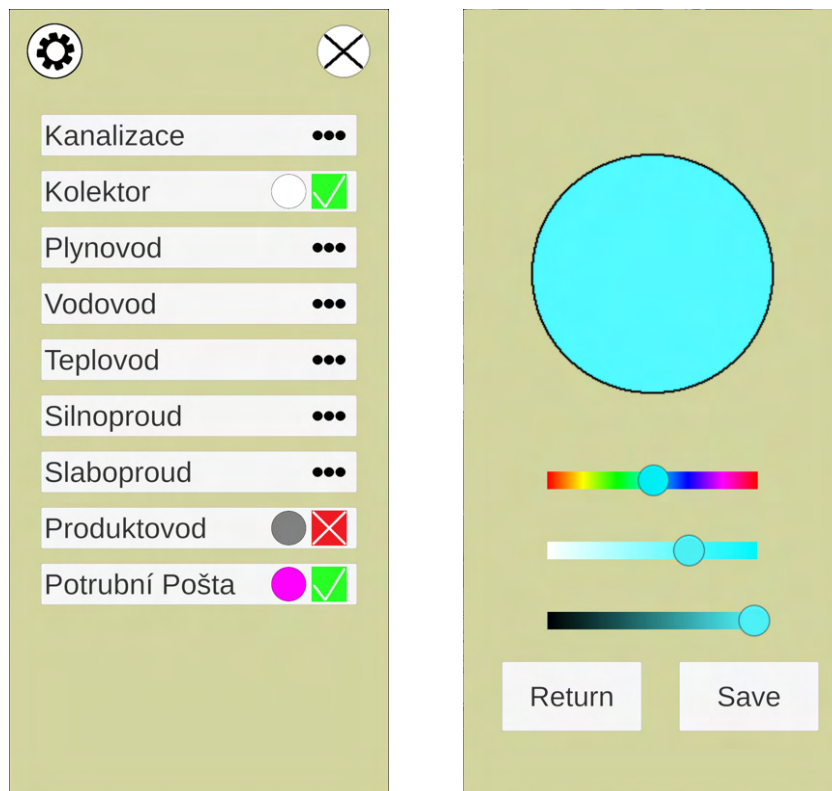 Kanalizace
Kolektor
Plynovod
Vodovod
Teplovod
Silnoproud
Slaboproud
Produktovod
Potrubní Pošta
Return
Save